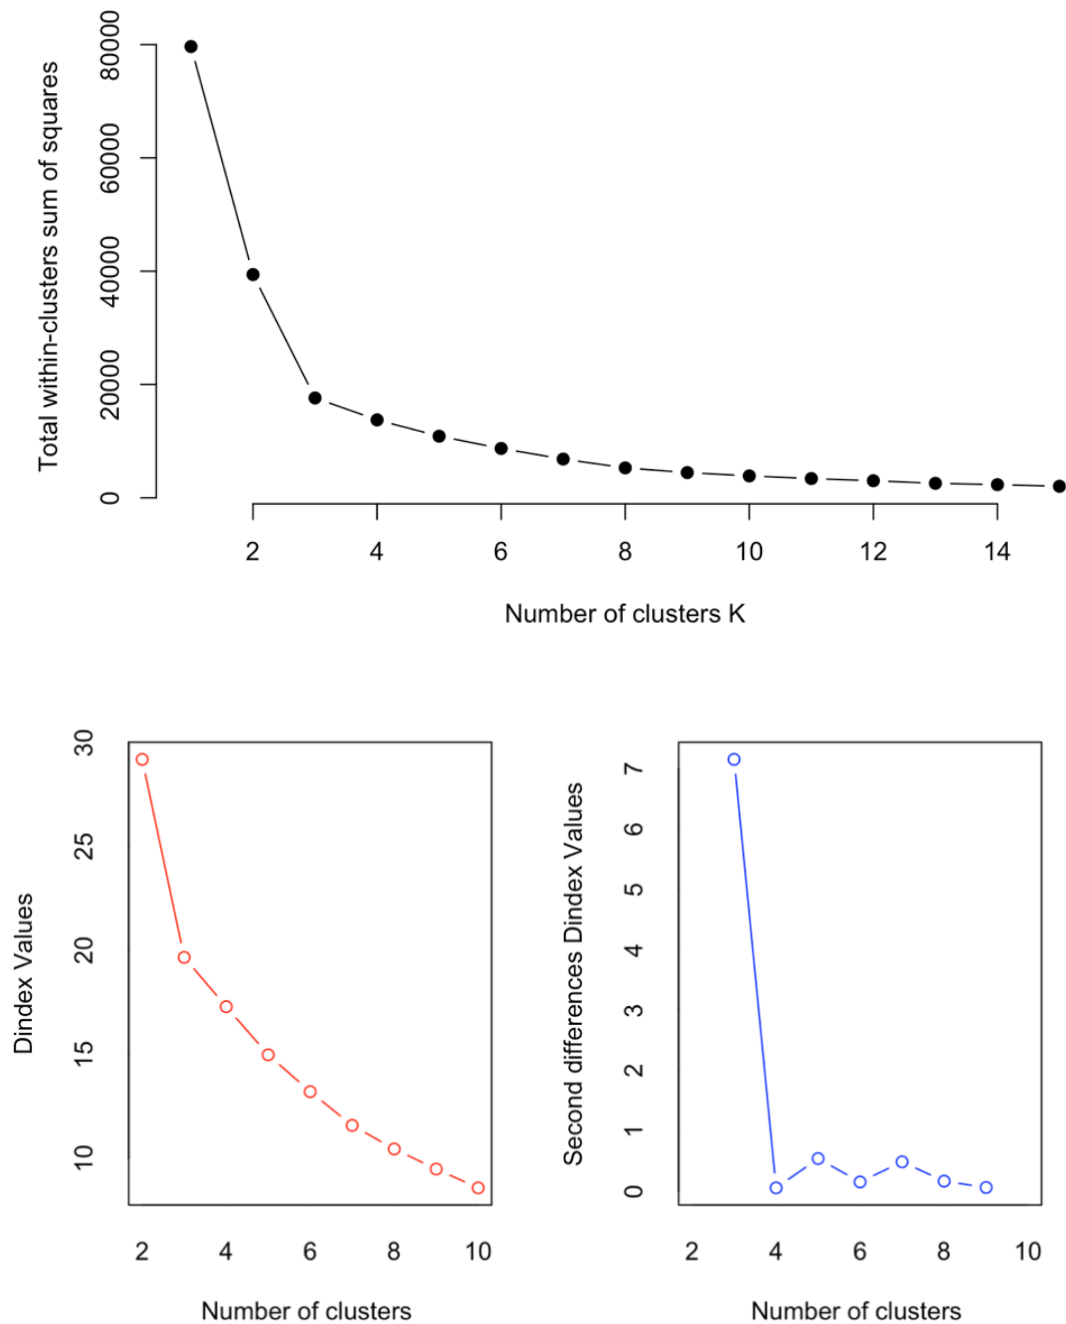 Total within-clusters sum of squares
80000
60000
40000
20000
0
2 4 6 8 10 12 14
Number of clusters K
Dindex Values
30
25
20
15
10
2 4 6 8 10
Number of clusters
Second differences Dindex Values
7
6
5
4
3
2
1
0
2 4 6 8 10
Number of clusters